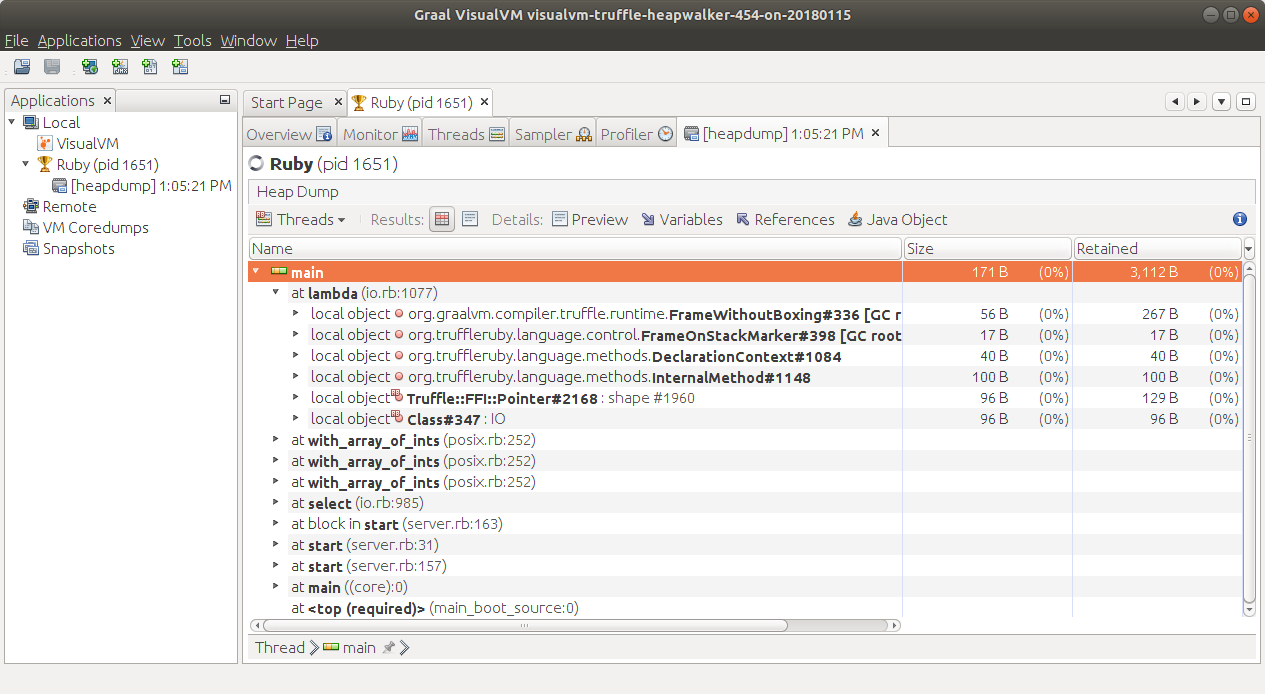 Graal VisualVM visualvm-truffle-heapwalker-454-on-20180115
File Applications View Tools Window Help
Applications
Local
VisualVM
Ruby (pid 1651)
[heapdump] 1:05:21 PM
Remote
VM Coredumps
Snapshots
Start Page Ruby (pid 1651)
Overview Monitor Threads Sampler Profiler [heapdump] 1:05:21 PM
Ruby (pid 1651)
Heap Dump
Threads Results: Details: Preview Variables References Java Object
Name Size Retained
main 171 B (0%) 3,112 B (0%)
at lambda (io.rb:1077)
local object org.graalvm.compiler.truffle.runtime.FrameWithoutBoxing#336 [GC r 56 B (0%) 267 B (0%)
local object org.truffleruby.language.control.FrameOnStackMarker#398 [GC root 17 B (0%) 17 B (0%)
local object org.truffleruby.language.methods.DeclarationContext#1084 40 B (0%) 40 B (0%)
local object org.truffleruby.language.methods.InternalMethod#1148 100 B (0%) 100 B (0%)
local object Truffle::FFI::Pointer#2168 : shape #1960 96 B (0%) 129 B (0%)
local object Class#347 : IO 96 B (0%) 96 B (0%)
at with_array_of_ints (posix.rb:252)
at with_array_of_ints (posix.rb:252)
at with_array_of_ints (posix.rb:252)
at select (io.rb:985)
at block in start (server.rb:163)
at start (server.rb:31)
at start (server.rb:157)
at main ((core):0)
at <top (required)> (main_boot_source:0)
Thread main